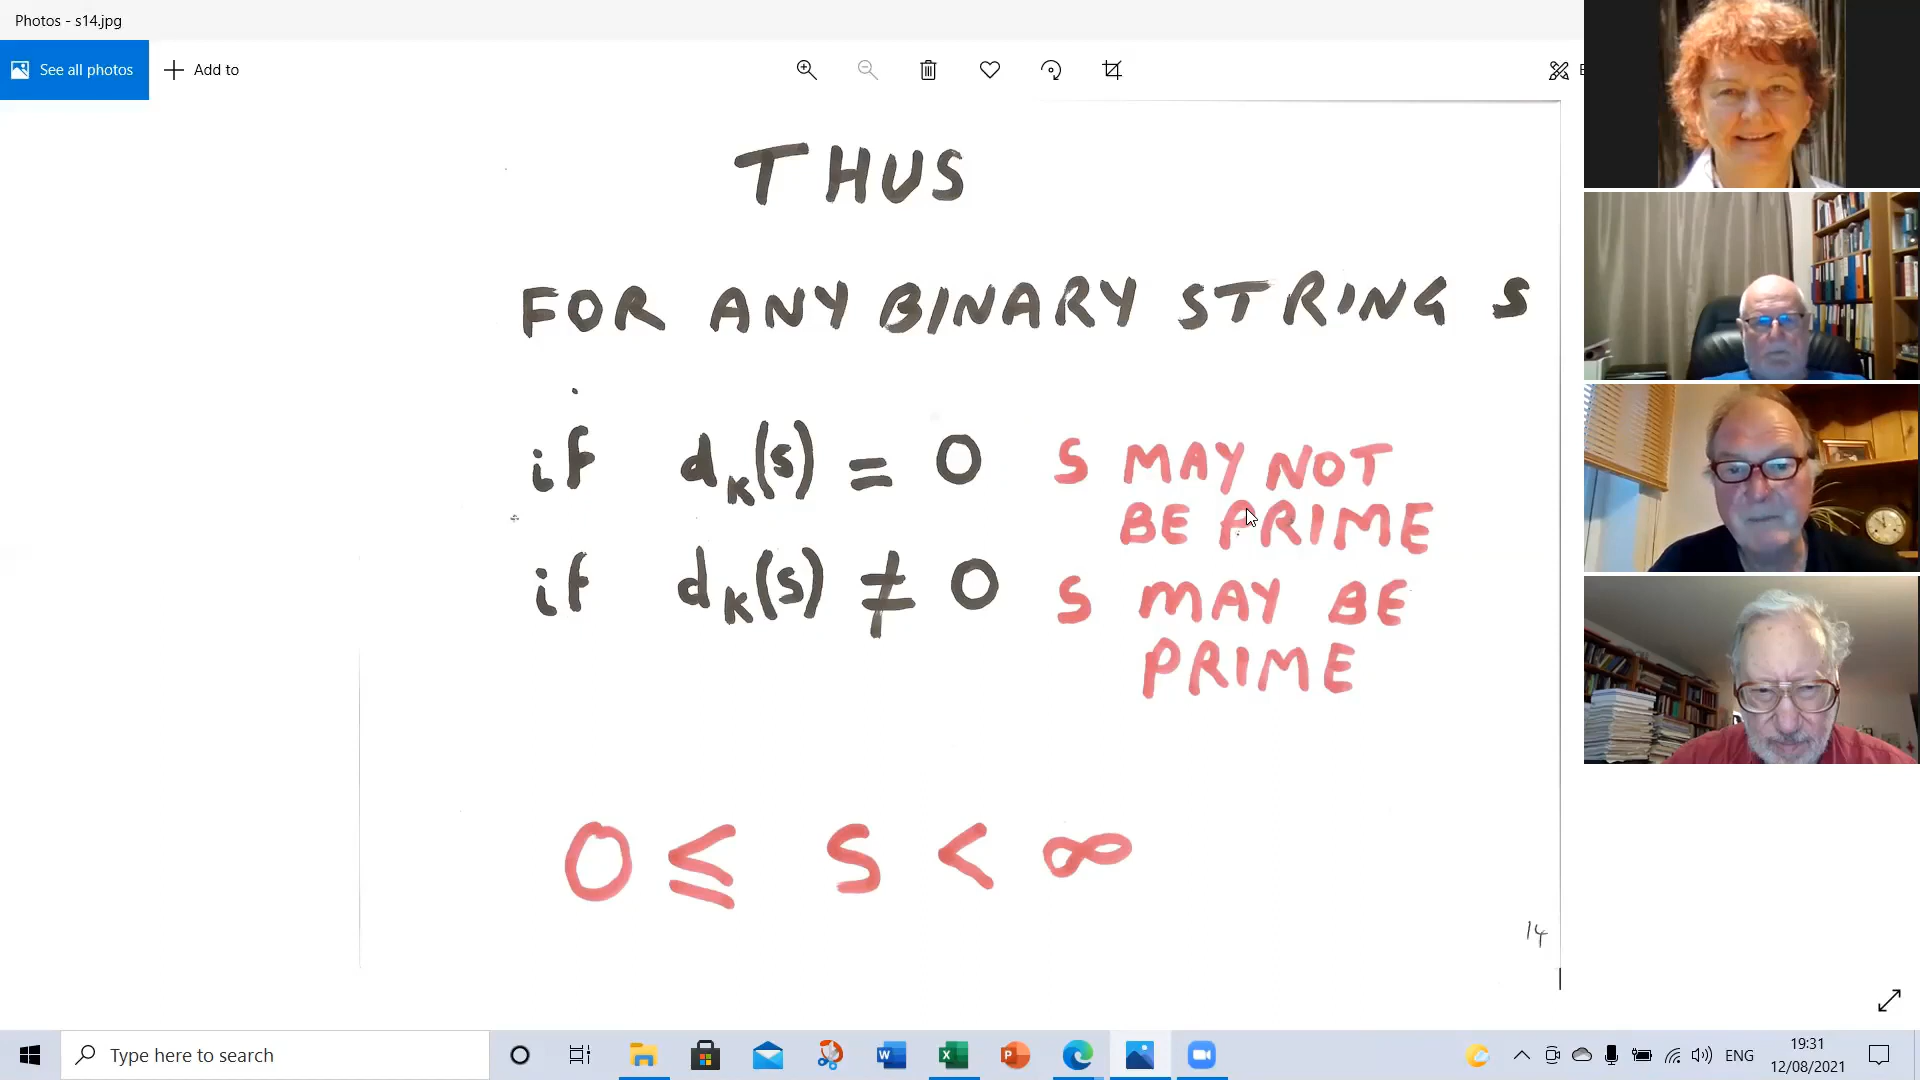 Photos - s14.jpg
See all photos
Add to
THUS
FOR ANY BINARY STRING S
if dₖ(s) = 0 S MAY NOT
BE PRIME
if dₖ(s) ≠ 0 S MAY BE
PRIME
0 ≤ S < ∞
14
Type here to search
ENG
19:31
12/08/2021